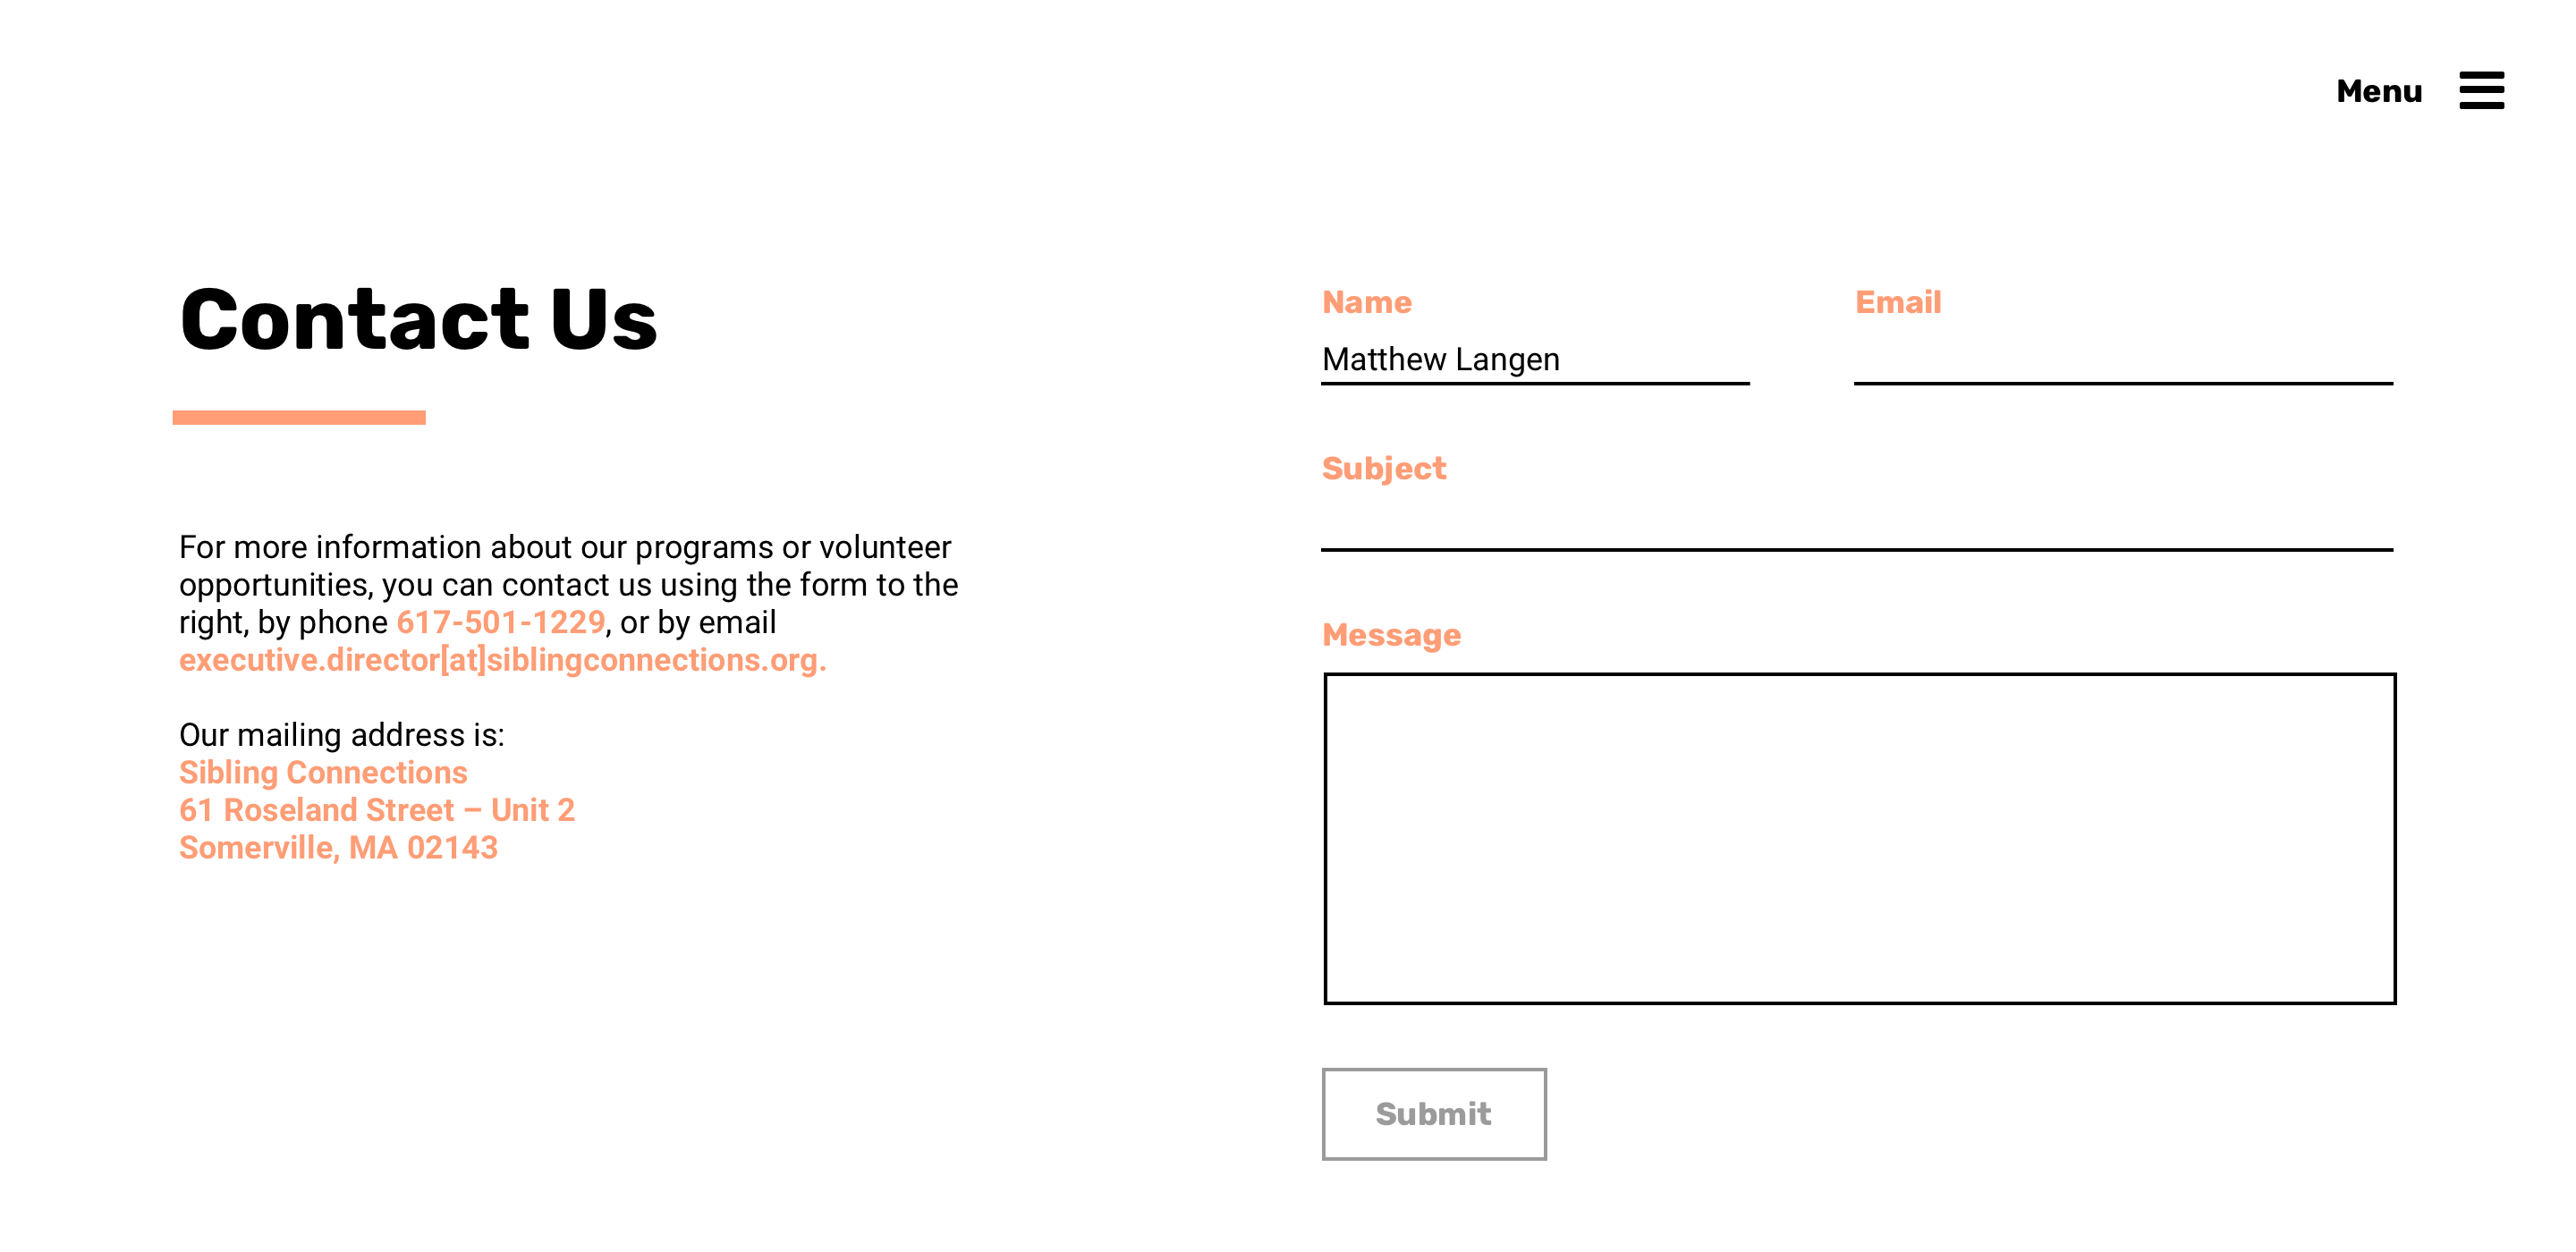 Menu
Contact Us
For more information about our programs or volunteer
opportunities, you can contact us using the form to the
right, by phone 617-501-1229, or by email
executive.director[at]siblingconnections.org.
Our mailing address is:
Sibling Connections
61 Roseland Street – Unit 2
Somerville, MA 02143
Name
Matthew Langen
Email
Subject
Message
Submit